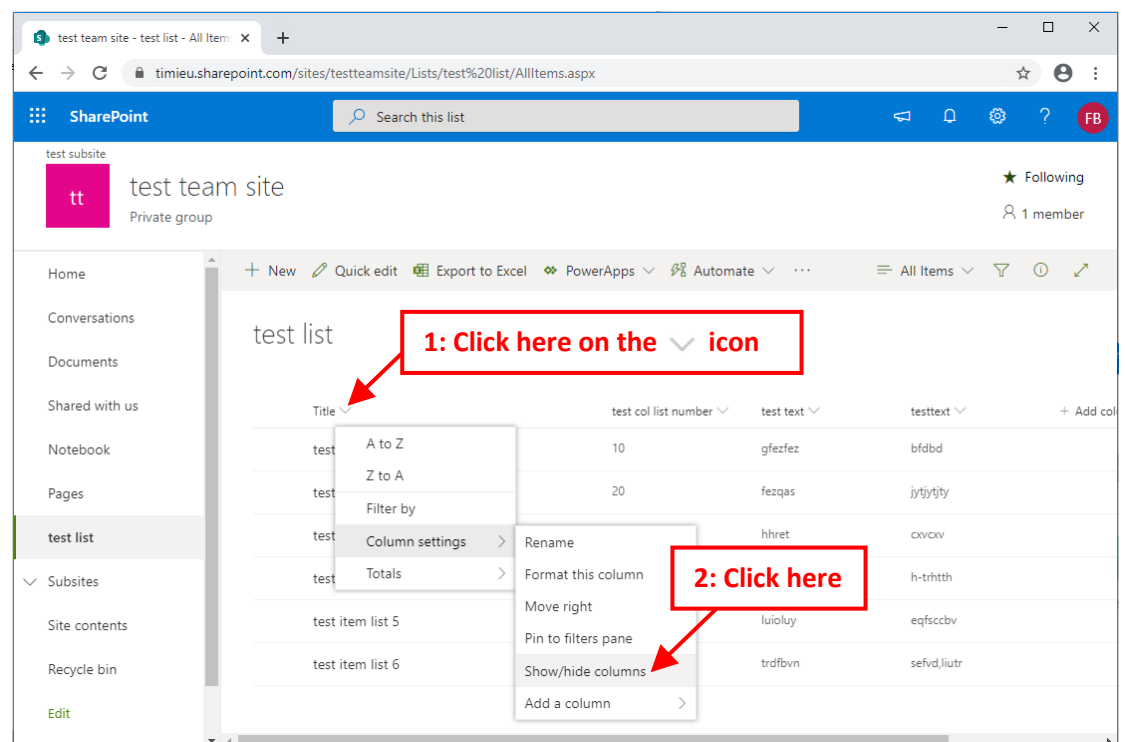 test team site - test list - All Item
timieu.sharepoint.com/sites/testteamsite/Lists/test%20list/AllItems.aspx
SharePoint
Search this list
FB
test subsite
tt
test team site
Private group
Following
1 member
Home
Conversations
Documents
Shared with us
Notebook
Pages
test list
Subsites
Site contents
Recycle bin
Edit
+ New Quick edit Export to Excel PowerApps Automate ··· All Items
test list
1: Click here on the icon
Title test col list number test text testtext + Add col
test 10 gfezfez bfdbd
test 20 fezqas jytjytjty
test hhret cxvcxv
test h-trhtth
test item list 5 luioluy eqfsccbv
test item list 6 trdfbvn sefvd,liutr
A to Z
Z to A
Filter by
Column settings
Totals
Rename
Format this column
Move right
Pin to filters pane
Show/hide columns
Add a column
2: Click here